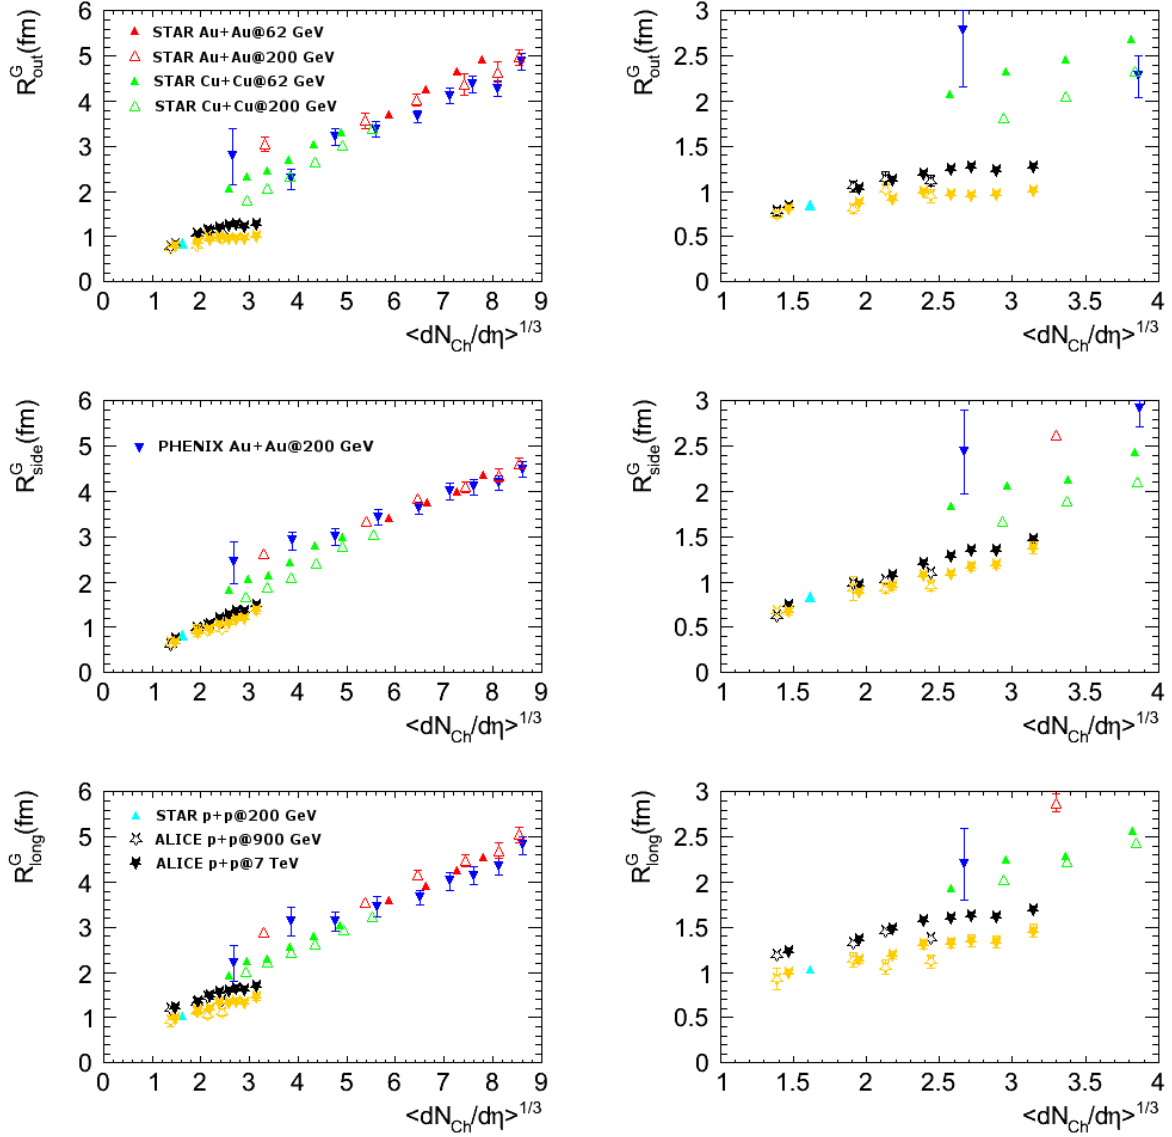 R^G_out(fm)
6
5
4
3
2
1
0
STAR Au+Au@62 GeV
STAR Au+Au@200 GeV
STAR Cu+Cu@62 GeV
STAR Cu+Cu@200 GeV
0 1 2 3 4 5 6 7 8 9
<dN_Ch/dη>^1/3
R^G_out(fm)
3
2.5
2
1.5
1
0.5
0
1 1.5 2 2.5 3 3.5 4
<dN_Ch/dη>^1/3
R^G_side(fm)
6
5
4
3
2
1
0
PHENIX Au+Au@200 GeV
0 1 2 3 4 5 6 7 8 9
<dN_Ch/dη>^1/3
R^G_side(fm)
3
2.5
2
1.5
1
0.5
0
1 1.5 2 2.5 3 3.5 4
<dN_Ch/dη>^1/3
R^G_long(fm)
6
5
4
3
2
1
0
STAR p+p@200 GeV
ALICE p+p@900 GeV
ALICE p+p@7 TeV
0 1 2 3 4 5 6 7 8 9
<dN_Ch/dη>^1/3
R^G_long(fm)
3
2.5
2
1.5
1
0.5
0
1 1.5 2 2.5 3 3.5 4
<dN_Ch/dη>^1/3